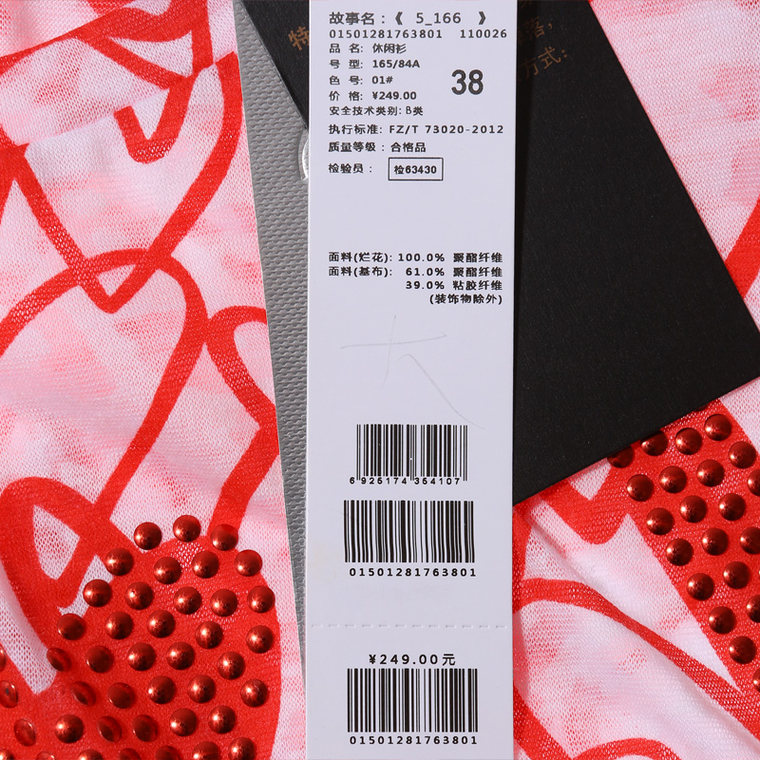 故事名：《 5_166 》
01501281763801 110026
品 名: 休闲衫
号 型: 165/84A
色 号: 01#
38
价 格: ¥249.00
安全技术类别: B类
执行标准: FZ/T 73020-2012
质量等级: 合格品
检验员: 检63430
面料(烂花): 100.0% 聚酯纤维
面料(基布): 61.0% 聚酯纤维
39.0% 粘胶纤维
(装饰物除外)
6 926174 364107
01501281763801
¥249.00元
01501281763801
特
方式: